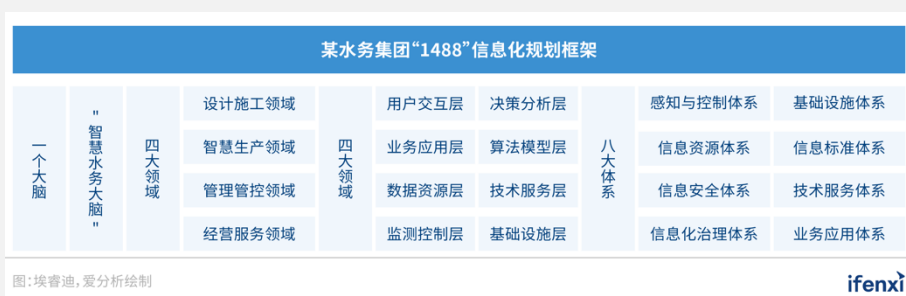 某水务集团“1488”信息化规划框架
一个大脑
"智慧水务大脑"
四大领域
设计施工领域
智慧生产领域
管理管控领域
经营服务领域
四大领域
用户交互层 决策分析层
业务应用层 算法模型层
数据资源层 技术服务层
监测控制层 基础设施层
八大体系
感知与控制体系 基础设施体系
信息资源体系 信息标准体系
信息安全体系 技术服务体系
信息化治理体系 业务应用体系
图:埃睿迪,爱分析绘制
ifenxi